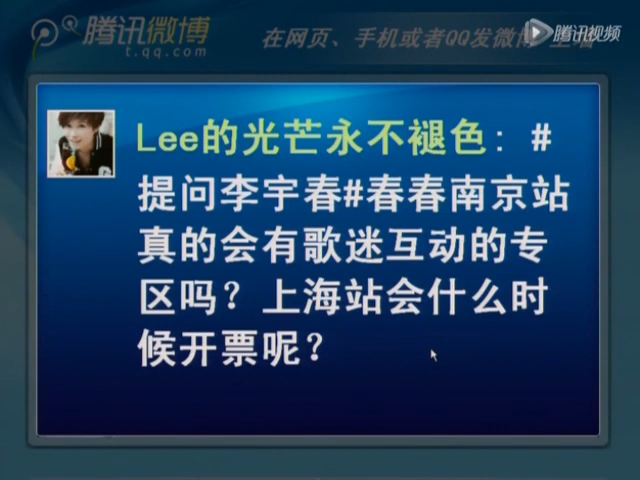 腾讯微博
t.qq.com
在网页、手机或者QQ发微博
腾讯视频
Lee的光芒永不褪色：#
提问李宇春#春春南京站
真的会有歌迷互动的专
区吗？上海站会什么时
候开票呢？